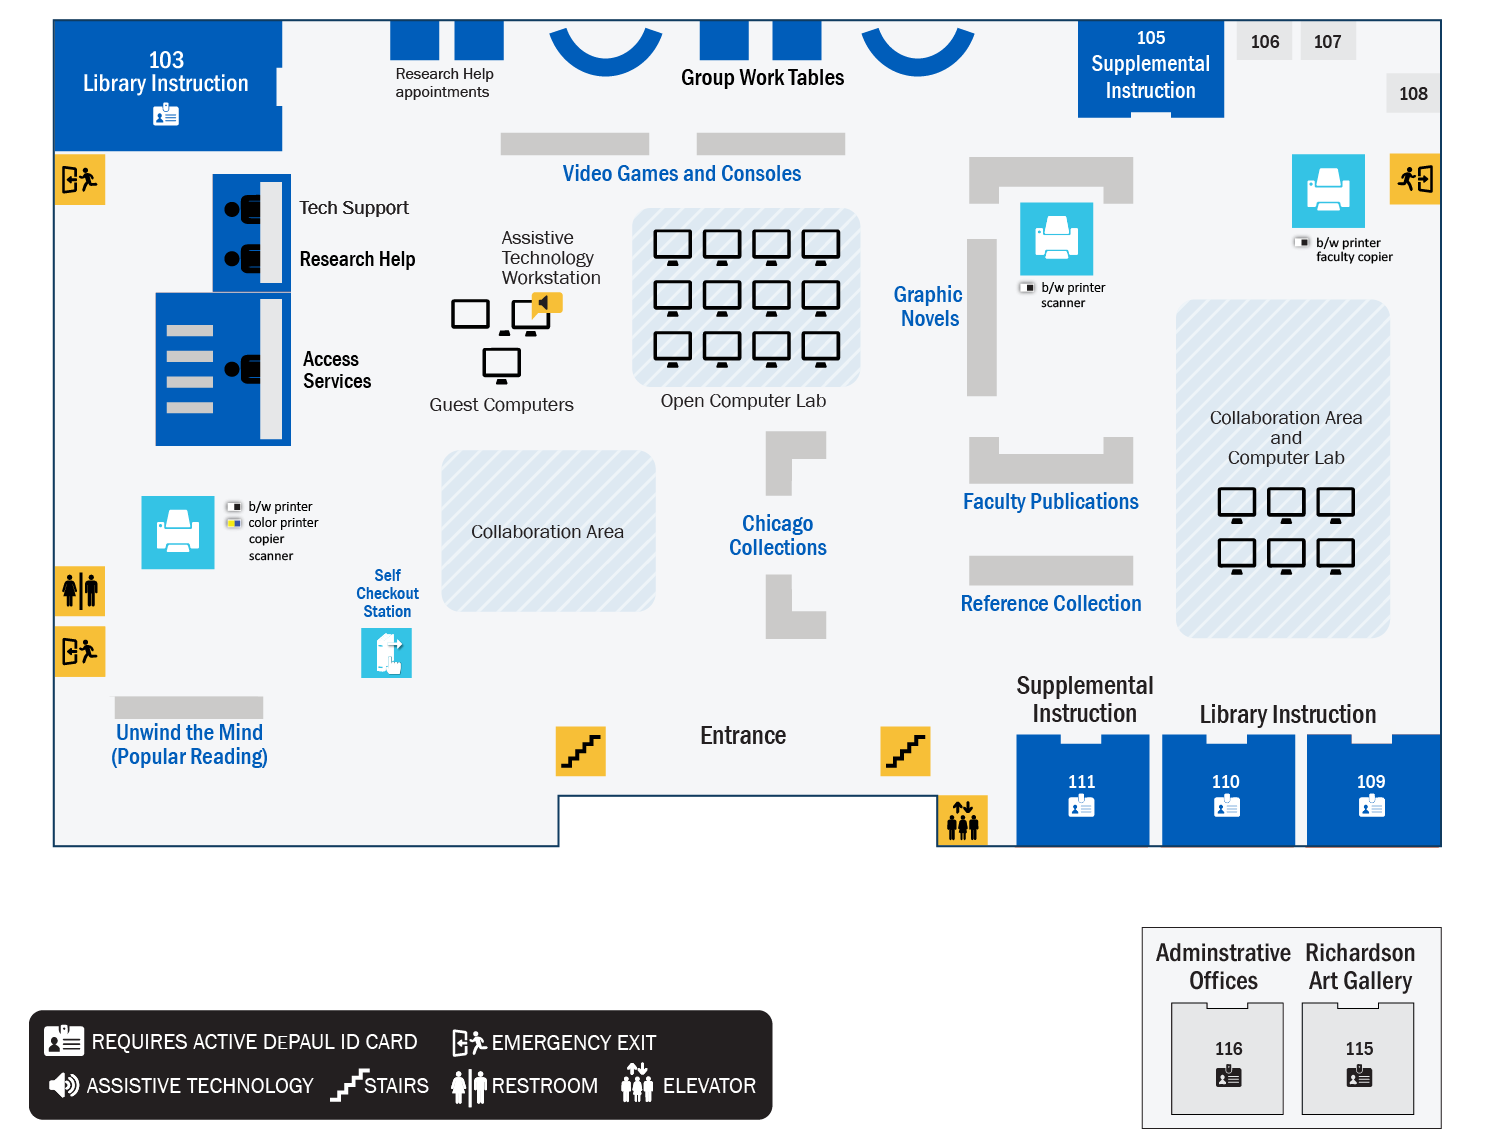 103
Library Instruction
Research Help
appointments
Group Work Tables
105
Supplemental
Instruction
106
107
108
Video Games and Consoles
Tech Support
Research Help
Access
Services
Assistive
Technology
Workstation
Guest Computers
Open Computer Lab
Graphic
Novels
b/w printer
scanner
b/w printer
faculty copier
Collaboration Area
and
Computer Lab
Faculty Publications
Reference Collection
Chicago
Collections
Collaboration Area
b/w printer
color printer
copier
scanner
Self
Checkout
Station
Unwind the Mind
(Popular Reading)
Entrance
Supplemental
Instruction
Library Instruction
111
110
109
Adminstrative
Offices
Richardson
Art Gallery
116
115
REQUIRES ACTIVE DEPAUL ID CARD
EMERGENCY EXIT
ASSISTIVE TECHNOLOGY
STAIRS
RESTROOM
ELEVATOR